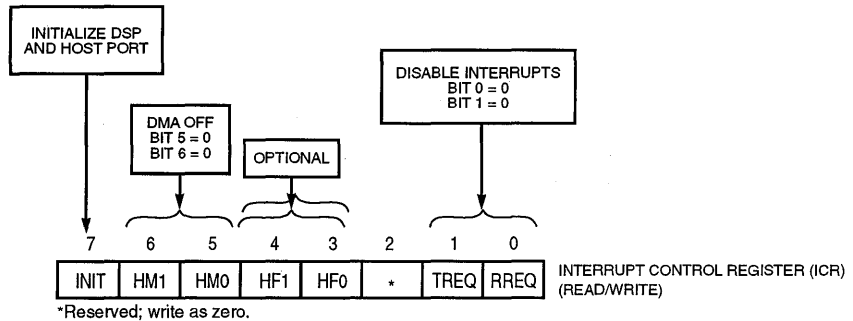 INITIALIZE DSP
AND HOST PORT
DISABLE INTERRUPTS
BIT 0 = 0
BIT 1 = 0
DMA OFF
BIT 5 = 0
BIT 6 = 0
OPTIONAL
7 6 5 4 3 2 1 0
INIT HM1 HM0 HF1 HF0 * TREQ RREQ
INTERRUPT CONTROL REGISTER (ICR)
(READ/WRITE)
*Reserved; write as zero.